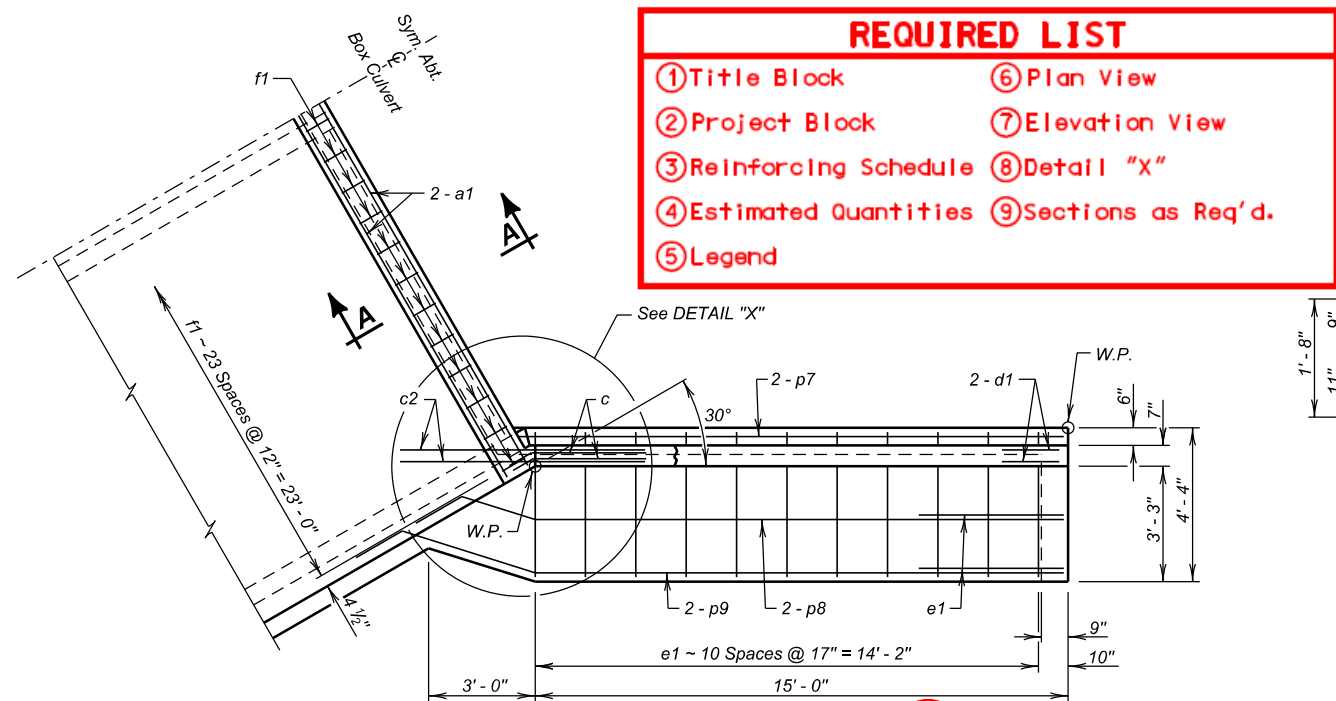 REQUIRED LIST
①Title Block
②Project Block
③Reinforcing Schedule
④Estimated Quantities
⑤Legend
⑥Plan View
⑦Elevation View
⑧Detail "X"
⑨Sections as Req'd.
Sym. Abt.
℄
Box Culvert
f1
2 - a1
A
A
See DETAIL "X"
f1 ~ 23 Spaces @ 12" = 23' - 0"
c2
c
30°
2 - p7
2 - d1
W.P.
6"
7"
1' - 8"
9"
11"
3' - 3"
4' - 4"
W.P.
4 1/2"
2 - p9
2 - p8
e1
9"
e1 ~ 10 Spaces @ 17" = 14' - 2"
10"
3' - 0"
15' - 0"